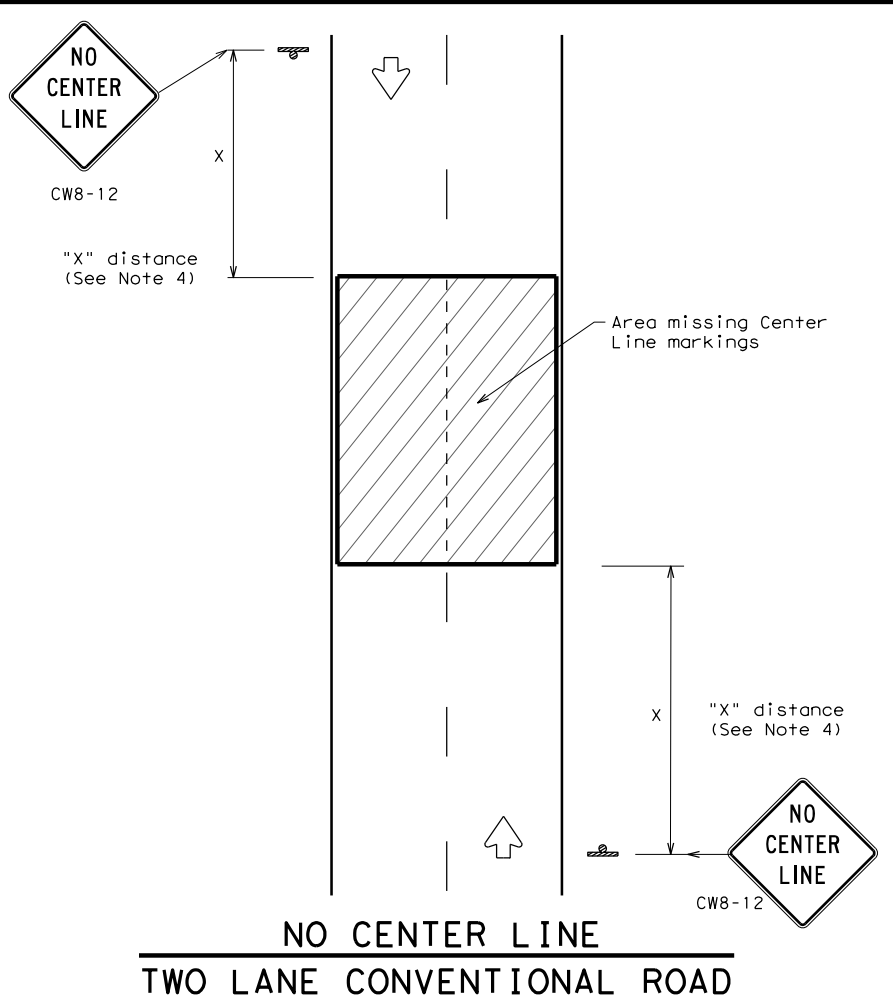 NO
CENTER
LINE
CW8-12
X
"X" distance
(See Note 4)
Area missing Center
Line markings
X
"X" distance
(See Note 4)
NO
CENTER
LINE
CW8-12
NO CENTER LINE
TWO LANE CONVENTIONAL ROAD